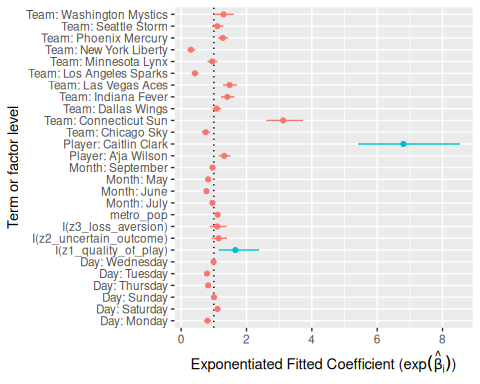 Term or factor level
Team: Washington Mystics
Team: Seattle Storm
Team: Phoenix Mercury
Team: New York Liberty
Team: Minnesota Lynx
Team: Los Angeles Sparks
Team: Las Vegas Aces
Team: Indiana Fever
Team: Dallas Wings
Team: Connecticut Sun
Team: Chicago Sky
Player: Caitlin Clark
Player: A'ja Wilson
Month: September
Month: May
Month: June
Month: July
metro_pop
I(z3_loss_aversion)
I(z2_uncertain_outcome)
I(z1_quality_of_play)
Day: Wednesday
Day: Tuesday
Day: Thursday
Day: Sunday
Day: Saturday
Day: Monday
0 2 4 6 8
Exponentiated Fitted Coefficient (exp(β̂ᵢ))